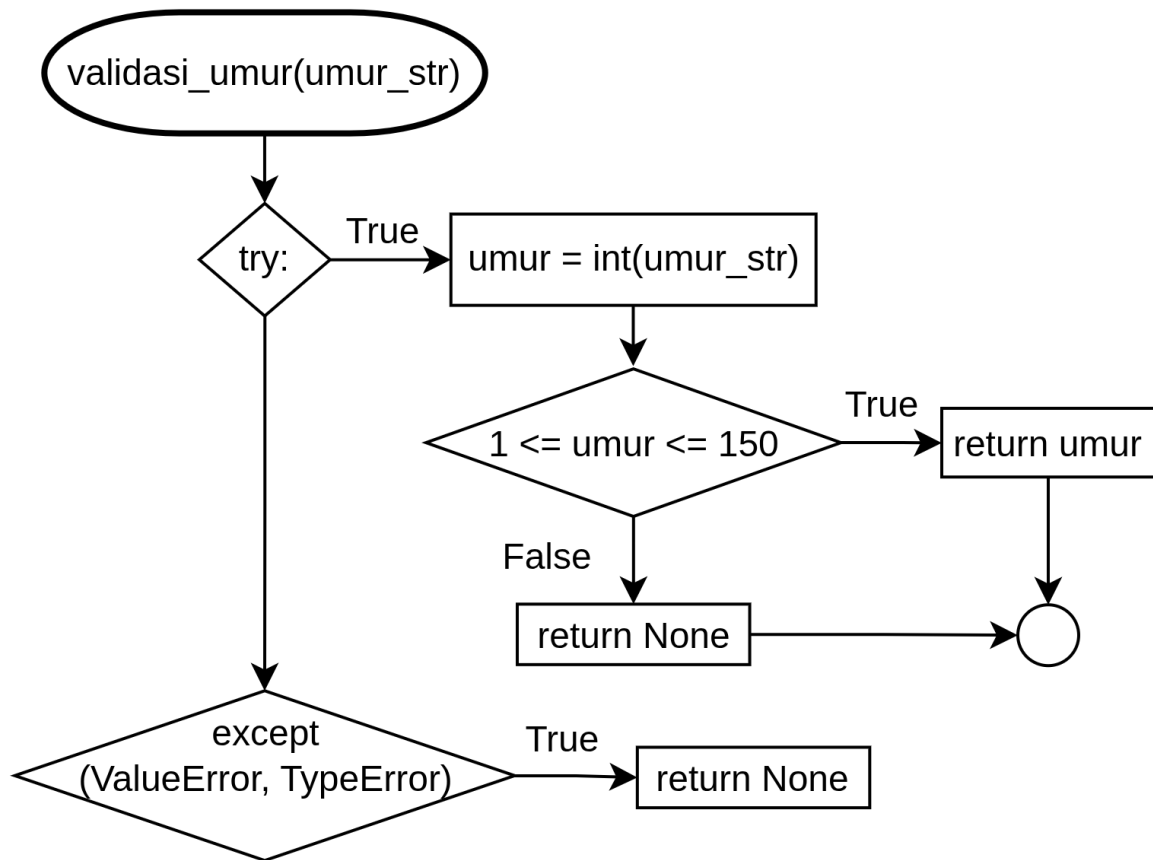 validasi_umur(umur_str)
try:
True
umur = int(umur_str)
1 <= umur <= 150
True
return umur
False
return None
except
(ValueError, TypeError)
True
return None